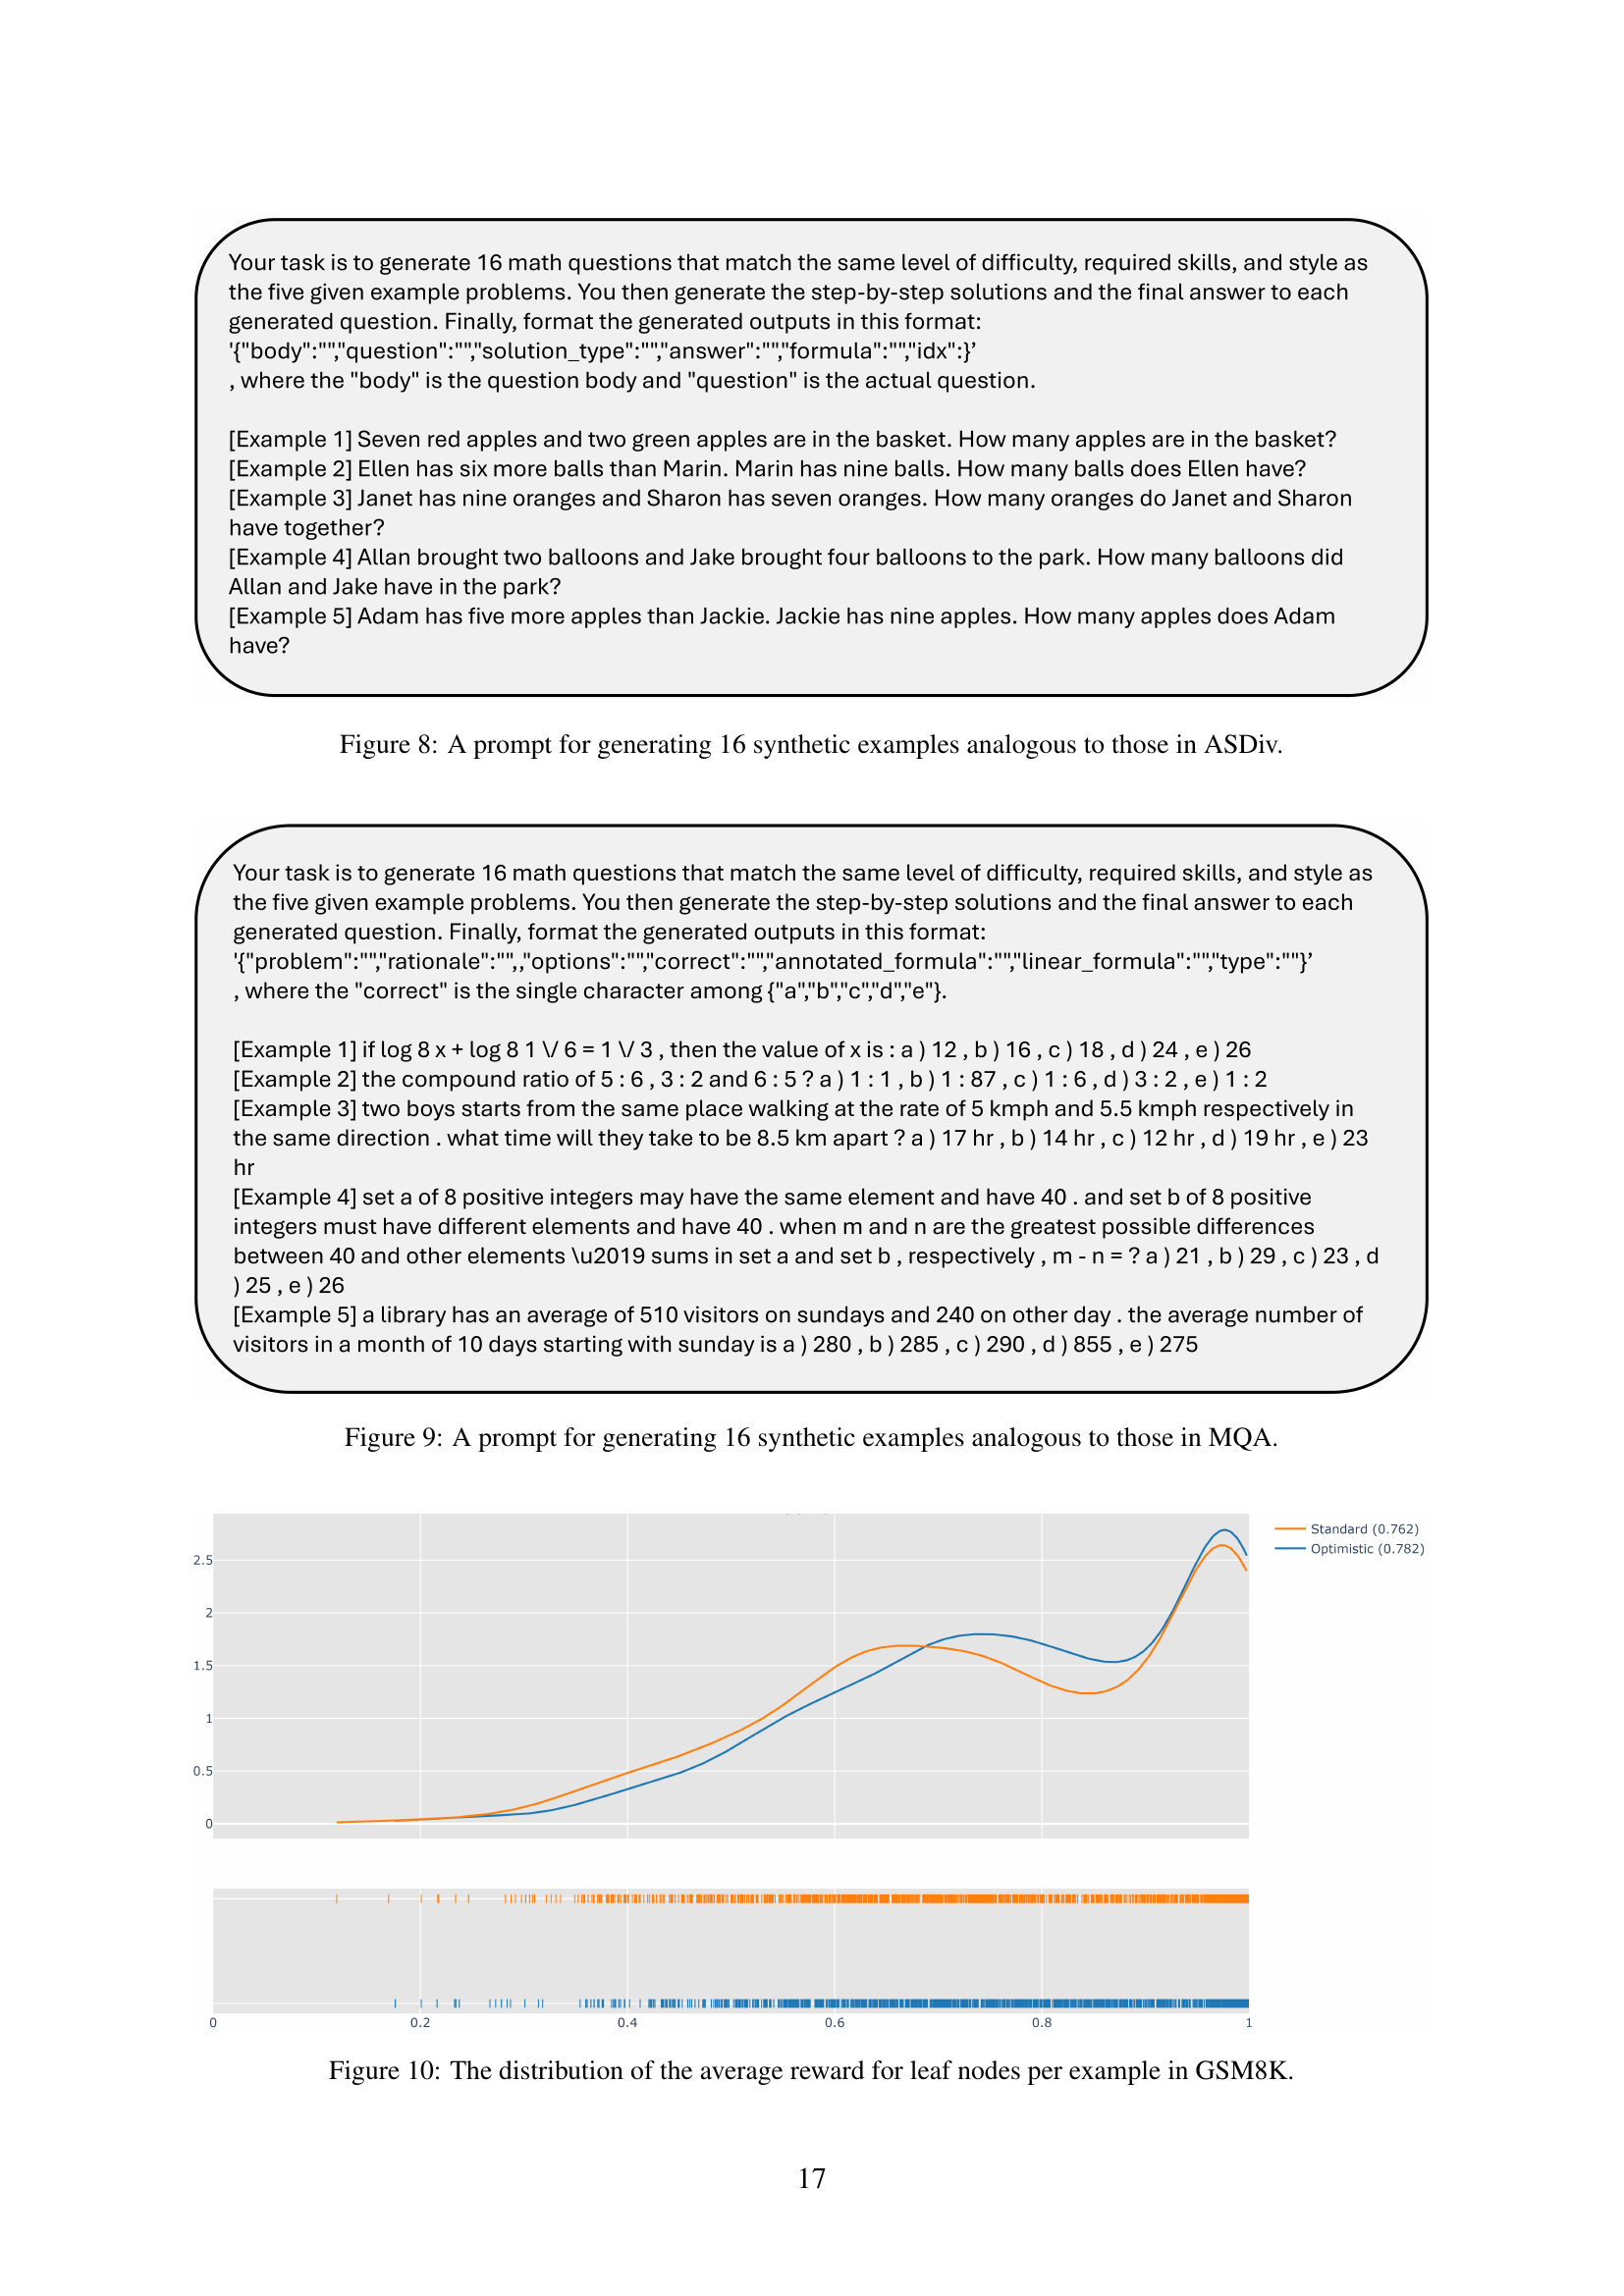 Your task is to generate 16 math questions that match the same level of difficulty, required skills, and style as
the five given example problems. You then generate the step-by-step solutions and the final answer to each
generated question. Finally, format the generated outputs in this format:
'{"body":"","question":"","solution_type":"","answer":"","formula":"","idx":}’
, where the "body" is the question body and "question" is the actual question.
[Example 1] Seven red apples and two green apples are in the basket. How many apples are in the basket?
[Example 2] Ellen has six more balls than Marin. Marin has nine balls. How many balls does Ellen have?
[Example 3] Janet has nine oranges and Sharon has seven oranges. How many oranges do Janet and Sharon
have together?
[Example 4] Allan brought two balloons and Jake brought four balloons to the park. How many balloons did
Allan and Jake have in the park?
[Example 5] Adam has five more apples than Jackie. Jackie has nine apples. How many apples does Adam
have?
Figure 8: A prompt for generating 16 synthetic examples analogous to those in ASDiv.
Your task is to generate 16 math questions that match the same level of difficulty, required skills, and style as
the five given example problems. You then generate the step-by-step solutions and the final answer to each
generated question. Finally, format the generated outputs in this format:
'{"problem":"","rationale":"",,"options":"","correct":"","annotated_formula":"","linear_formula":"","type":""}’
, where the "correct" is the single character among {"a","b","c","d","e"}.
[Example 1] if log 8 x + log 8 1 \/ 6 = 1 \/ 3 , then the value of x is : a ) 12 , b ) 16 , c ) 18 , d ) 24 , e ) 26
[Example 2] the compound ratio of 5 : 6 , 3 : 2 and 6 : 5 ? a ) 1 : 1 , b ) 1 : 87 , c ) 1 : 6 , d ) 3 : 2 , e ) 1 : 2
[Example 3] two boys starts from the same place walking at the rate of 5 kmph and 5.5 kmph respectively in
the same direction . what time will they take to be 8.5 km apart ? a ) 17 hr , b ) 14 hr , c ) 12 hr , d ) 19 hr , e ) 23
hr
[Example 4] set a of 8 positive integers may have the same element and have 40 . and set b of 8 positive
integers must have different elements and have 40 . when m and n are the greatest possible differences
between 40 and other elements \u2019 sums in set a and set b , respectively , m - n = ? a ) 21 , b ) 29 , c ) 23 , d
) 25 , e ) 26
[Example 5] a library has an average of 510 visitors on sundays and 240 on other day . the average number of
visitors in a month of 10 days starting with sunday is a ) 280 , b ) 285 , c ) 290 , d ) 855 , e ) 275
Figure 9: A prompt for generating 16 synthetic examples analogous to those in MQA.
Standard (0.762)
Optimistic (0.782)
2.5
2
1.5
1
0.5
0
0 0.2 0.4 0.6 0.8 1
Figure 10: The distribution of the average reward for leaf nodes per example in GSM8K.
17